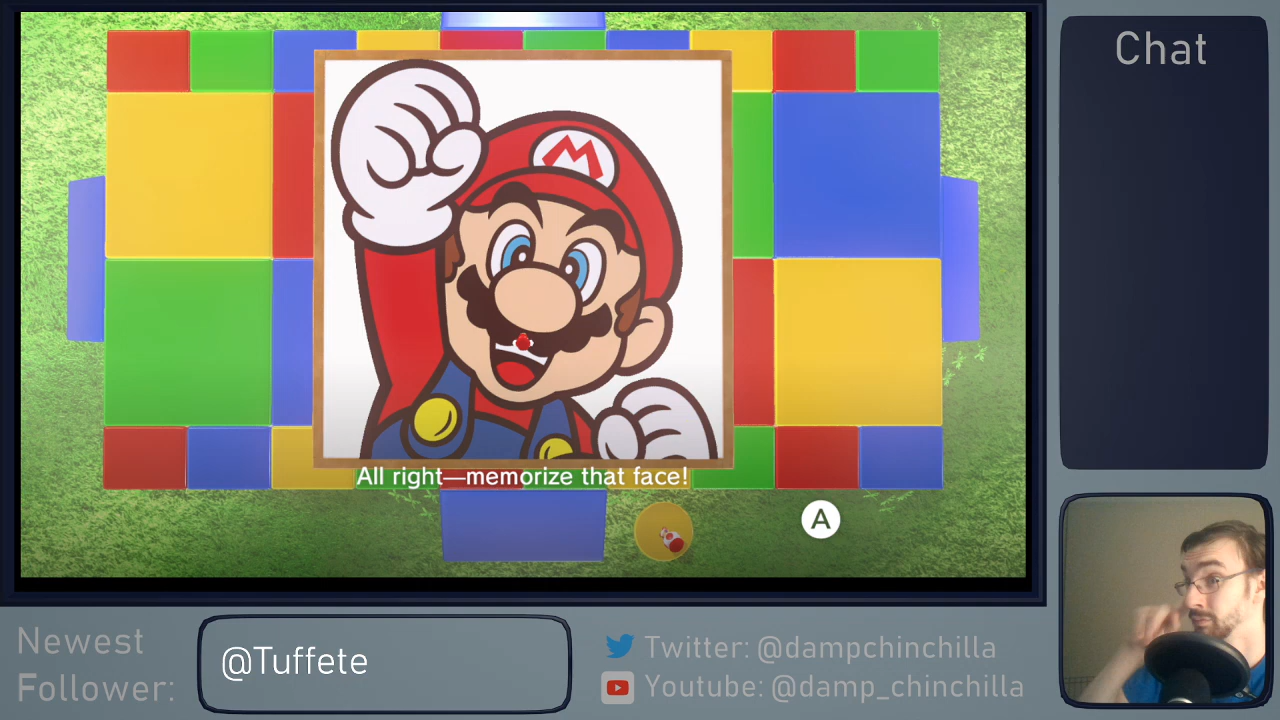 Chat
M
All right—memorize that face!
A
Newest
Follower:
@Tuffete
Twitter: @dampchinchilla
Youtube: @damp_chinchilla